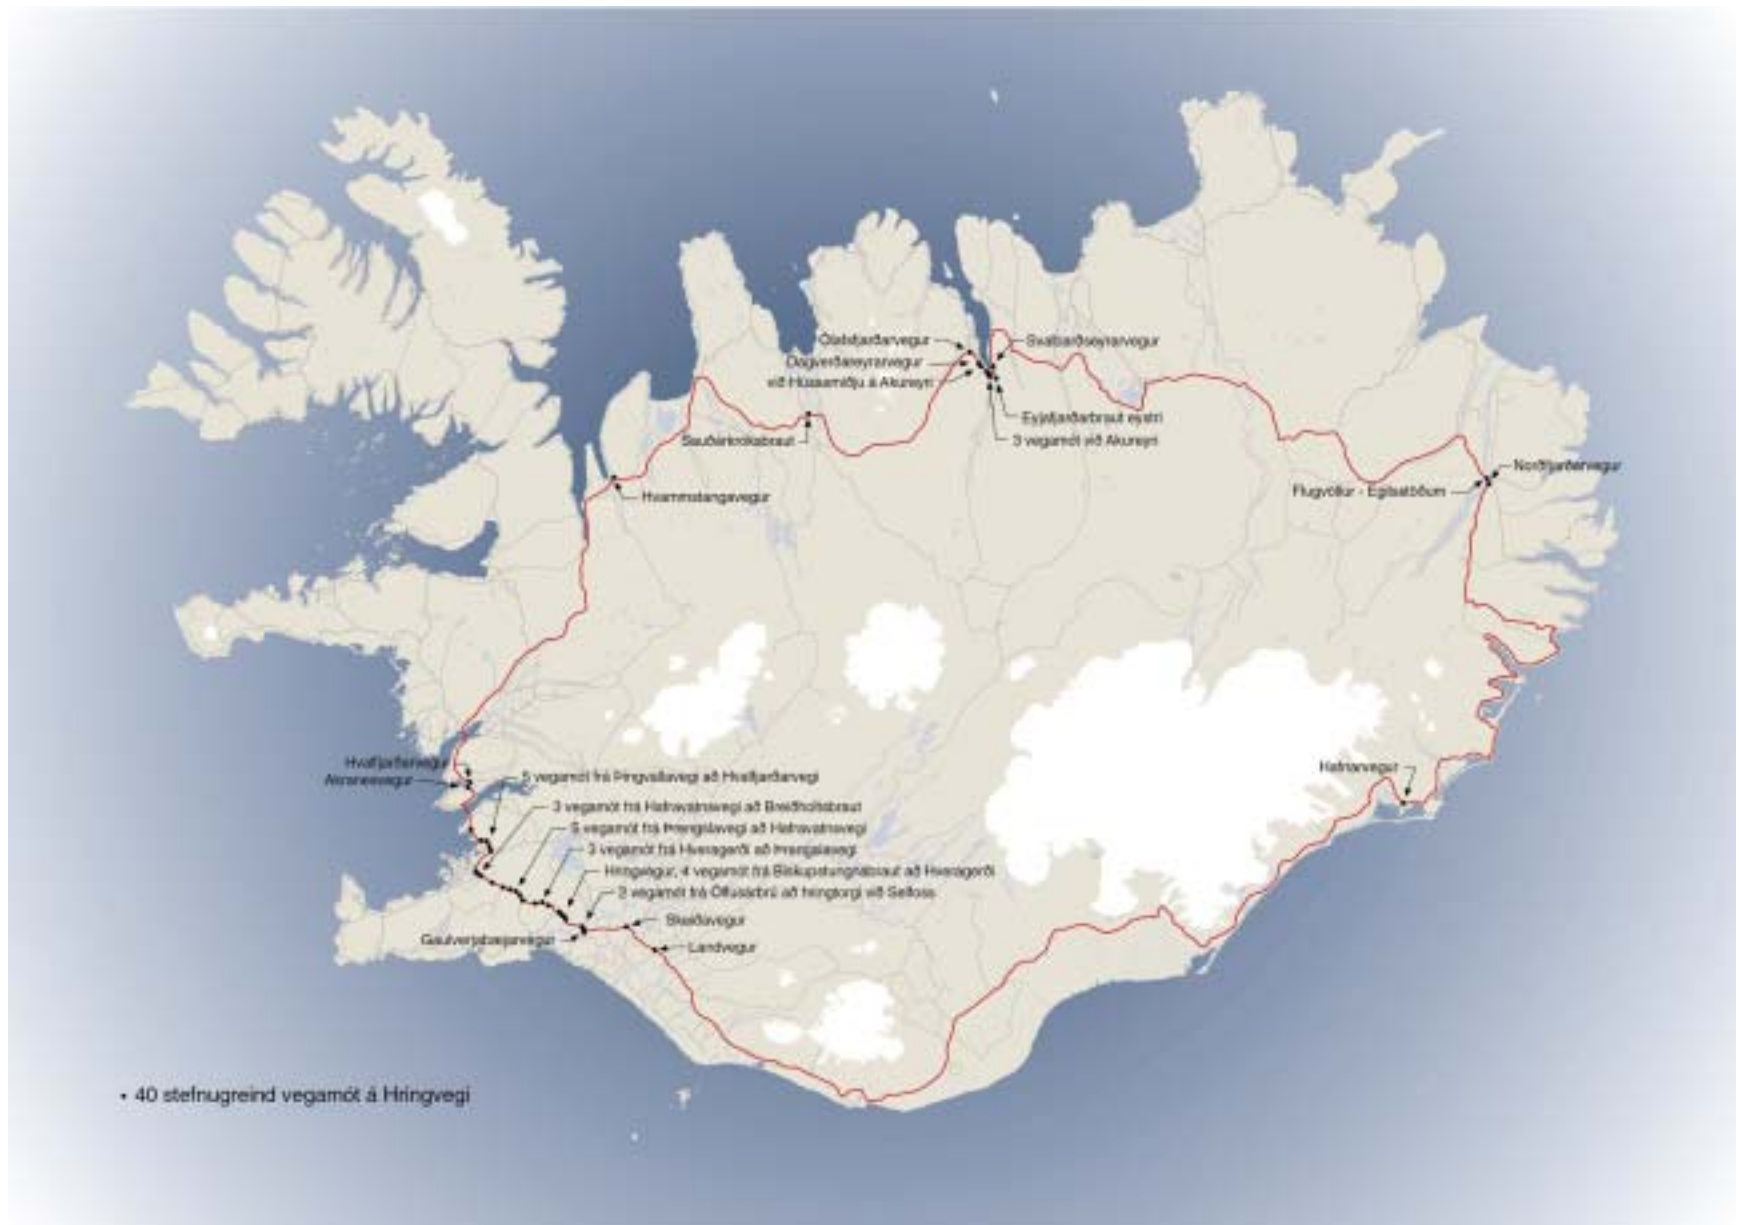 Ólafsfjarðarvegur
Svalbarðseyrarvegur
Dagverðareyrarvegur
við Húsasmiðju á Akureyri
Eyjafjarðarbraut eystri
Sauðárkróksbraut
3 vegamót við Akureyri
Norðfjarðarvegur
Flugvöllur - Egilsstöðum
Hvammstangavegur
Hvalfjarðarvegur
Akranesvegur
Hafnarvegur
5 vegamót frá Þingvallavegi að Hvalfjarðarvegi
3 vegamót frá Hafravatnsvegi að Breiðholtsbraut
5 vegamót frá Þrengslavegi að Hafravatnsvegi
3 vegamót frá Hveragerði að Þrengslavegi
Hringvegur, 4 vegamót frá Biskupstungnabraut að Hveragerði
2 vegamót frá Ölfusárbrú að hringtorgi við Selfoss
Skeiðavegur
Gaulverjabæjarvegur
Landvegur
40 stefnugreind vegamót á Hringvegi